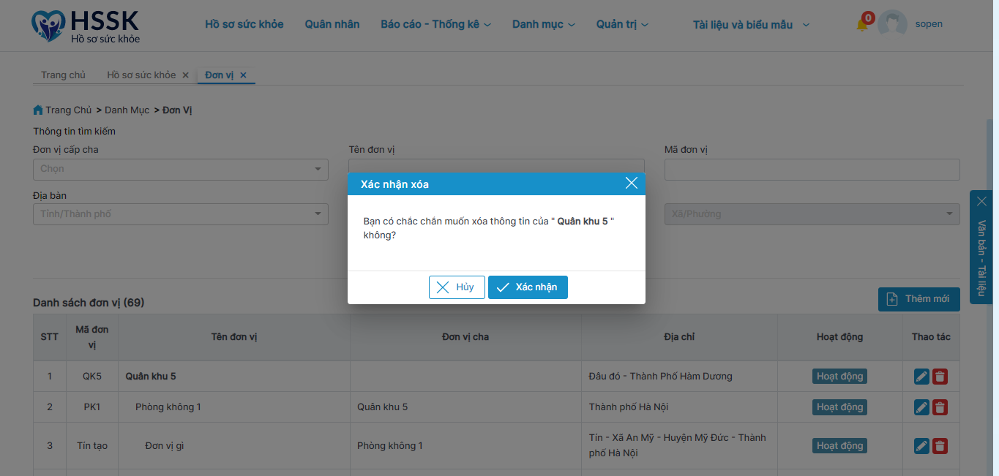 HSSK
Hồ sơ sức khỏe
Hồ sơ sức khỏe Quân nhân Báo cáo - Thống kê Danh mục Quản trị Tài liệu và biểu mẫu 0 sopen
Trang chủ Hồ sơ sức khỏe Đơn vị
Trang Chủ > Danh Mục > Đơn Vị
Thông tin tìm kiếm
Đơn vị cấp cha Tên đơn vị Mã đơn vị
Chọn
Địa bàn
Tỉnh/Thành phố Xã/Phường
Xác nhận xóa
Bạn có chắc chắn muốn xóa thông tin của " Quân khu 5 "
không?
Hủy Xác nhận
Văn bản - Tài liệu
Danh sách đơn vị (69) Thêm mới
STT Mã đơn vị Tên đơn vị Đơn vị cha Địa chỉ Hoạt động Thao tác
1 QK5 Quân khu 5 Đâu đó - Thành Phố Hàm Dương Hoạt động
2 PK1 Phòng không 1 Quân khu 5 Thành phố Hà Nội Hoạt động
3 Tín tạo Đơn vị gì Phòng không 1 Tín - Xã An Mỹ - Huyện Mỹ Đức - Thành phố Hà Nội Hoạt động